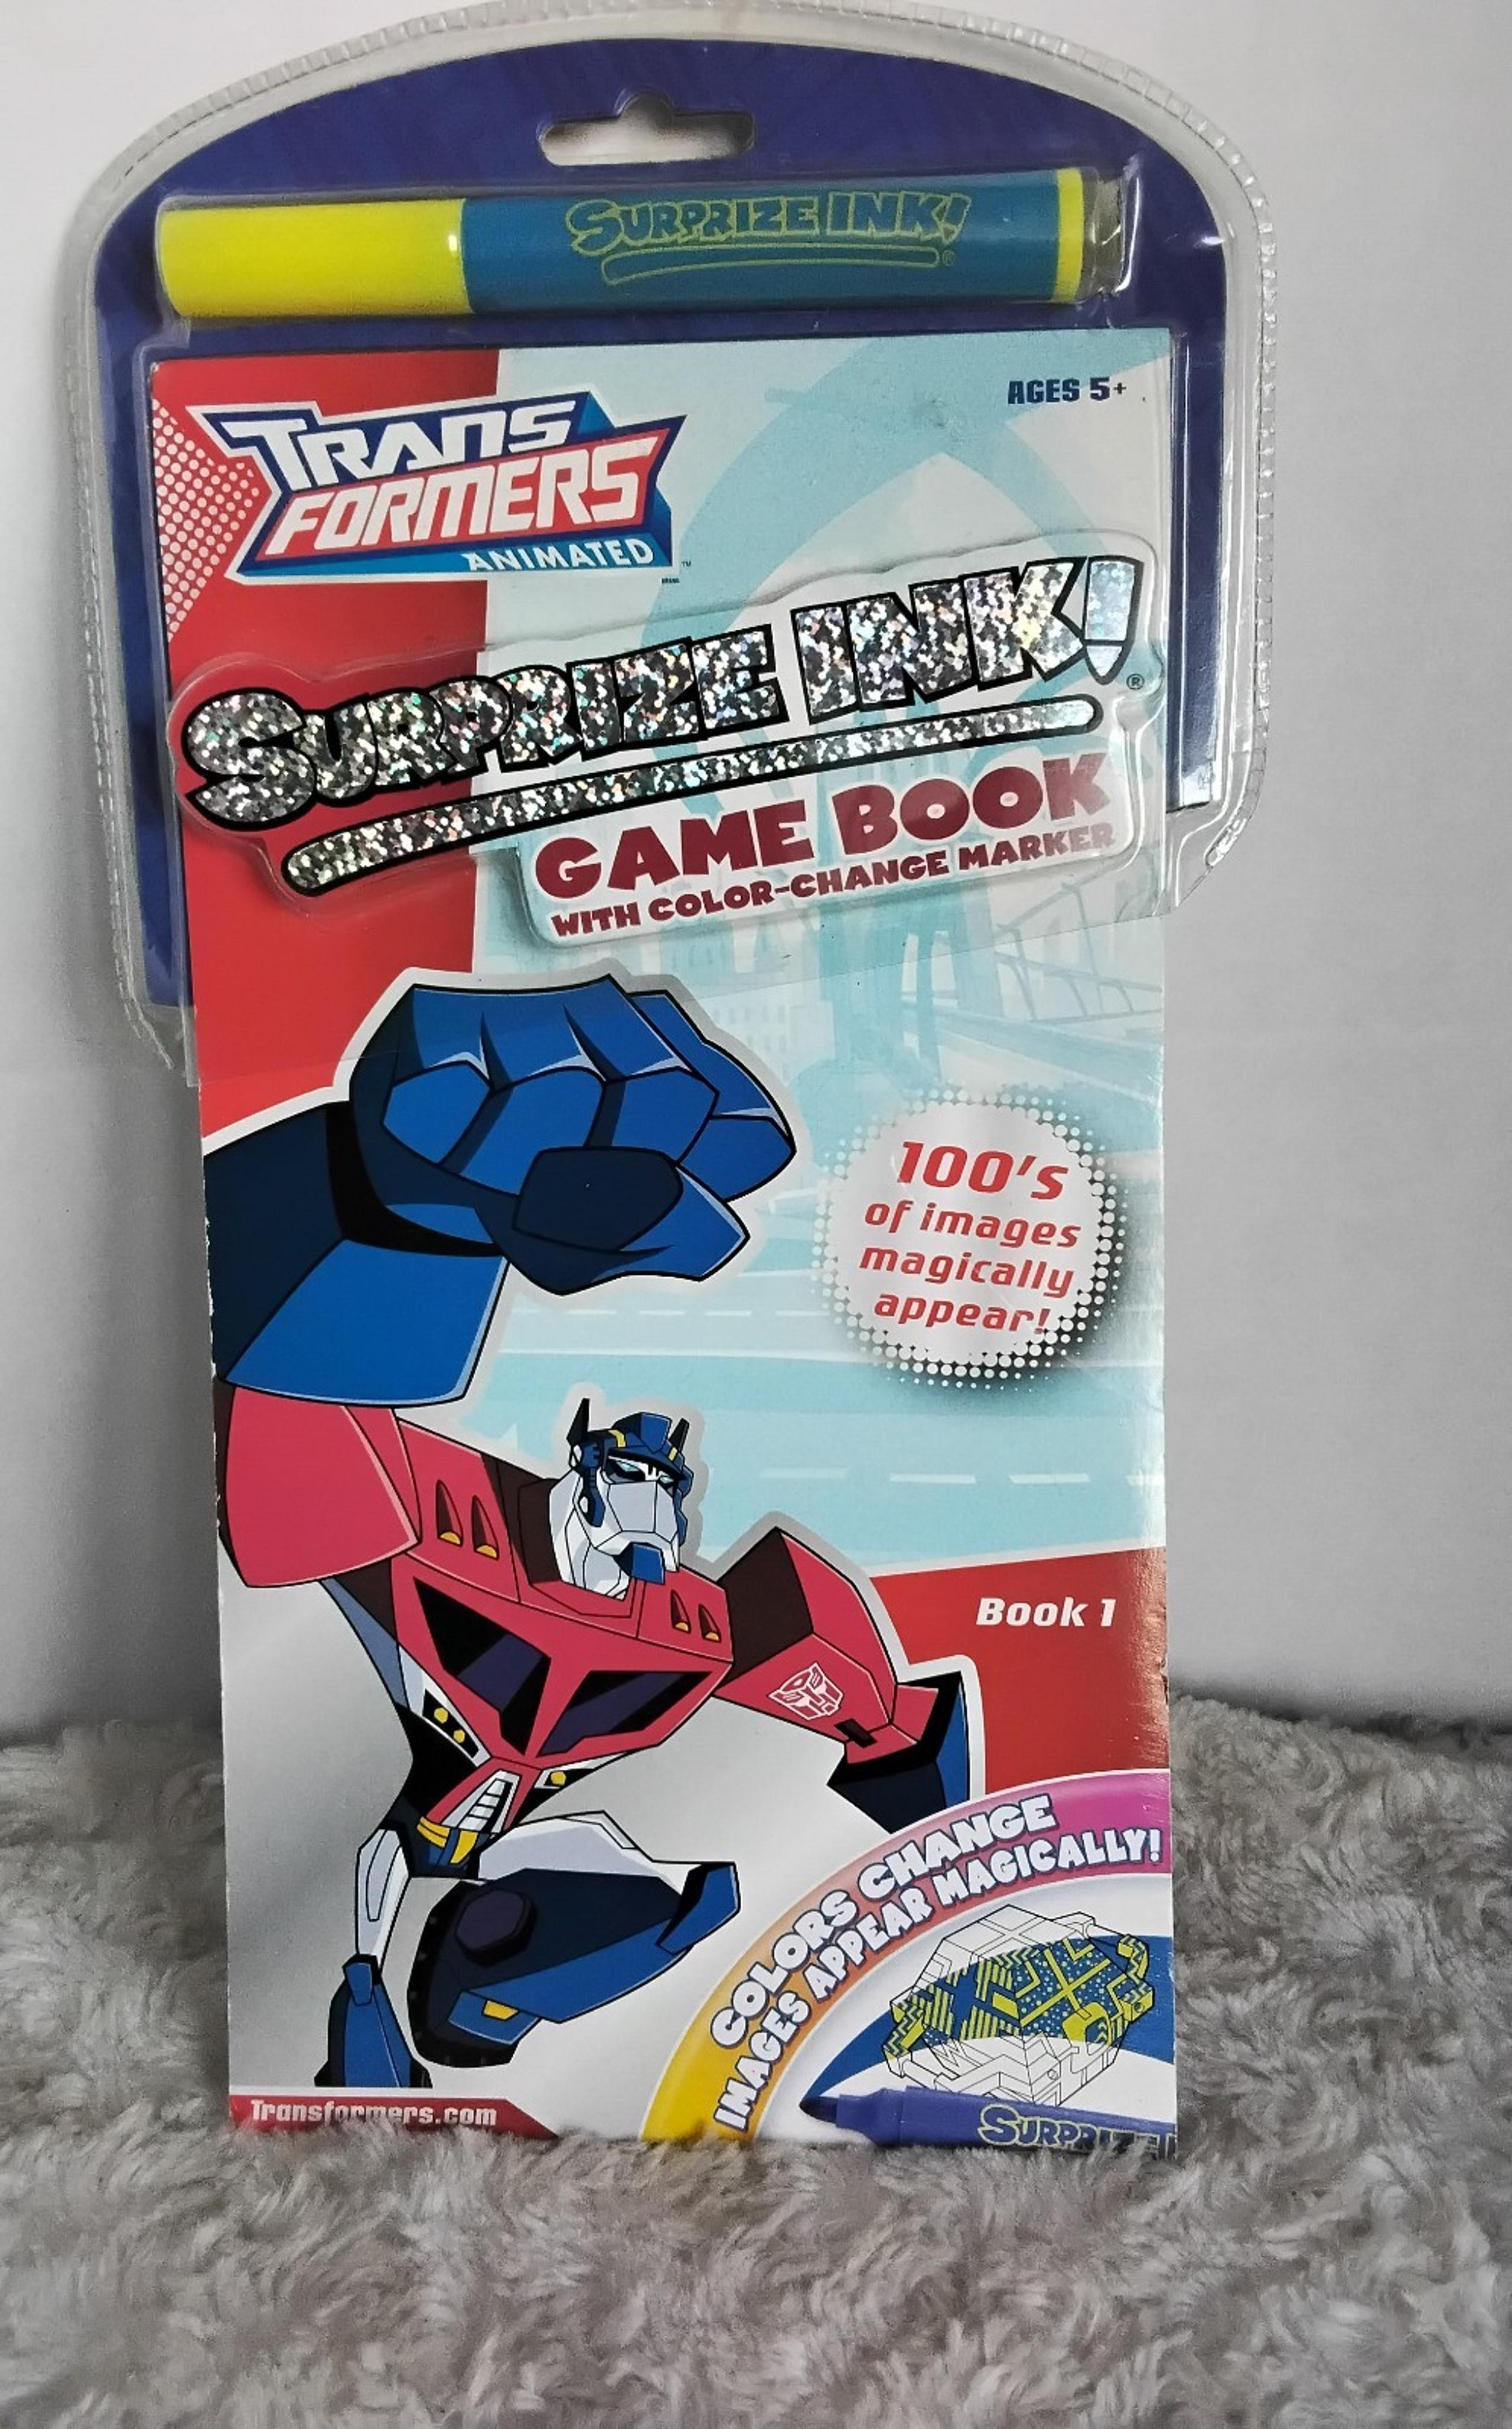 SURPRIZE INK!
®
AGES 5+
TRANS
FORMERS
ANIMATED
™
SURPRIZE INK!
®
GAME BOOK
WITH COLOR-CHANGE MARKER
100's
of images
magically
appear!
Book 1
COLORS CHANGE
IMAGES APPEAR MAGICALLY!
Transformers.com
SURPRIZE I